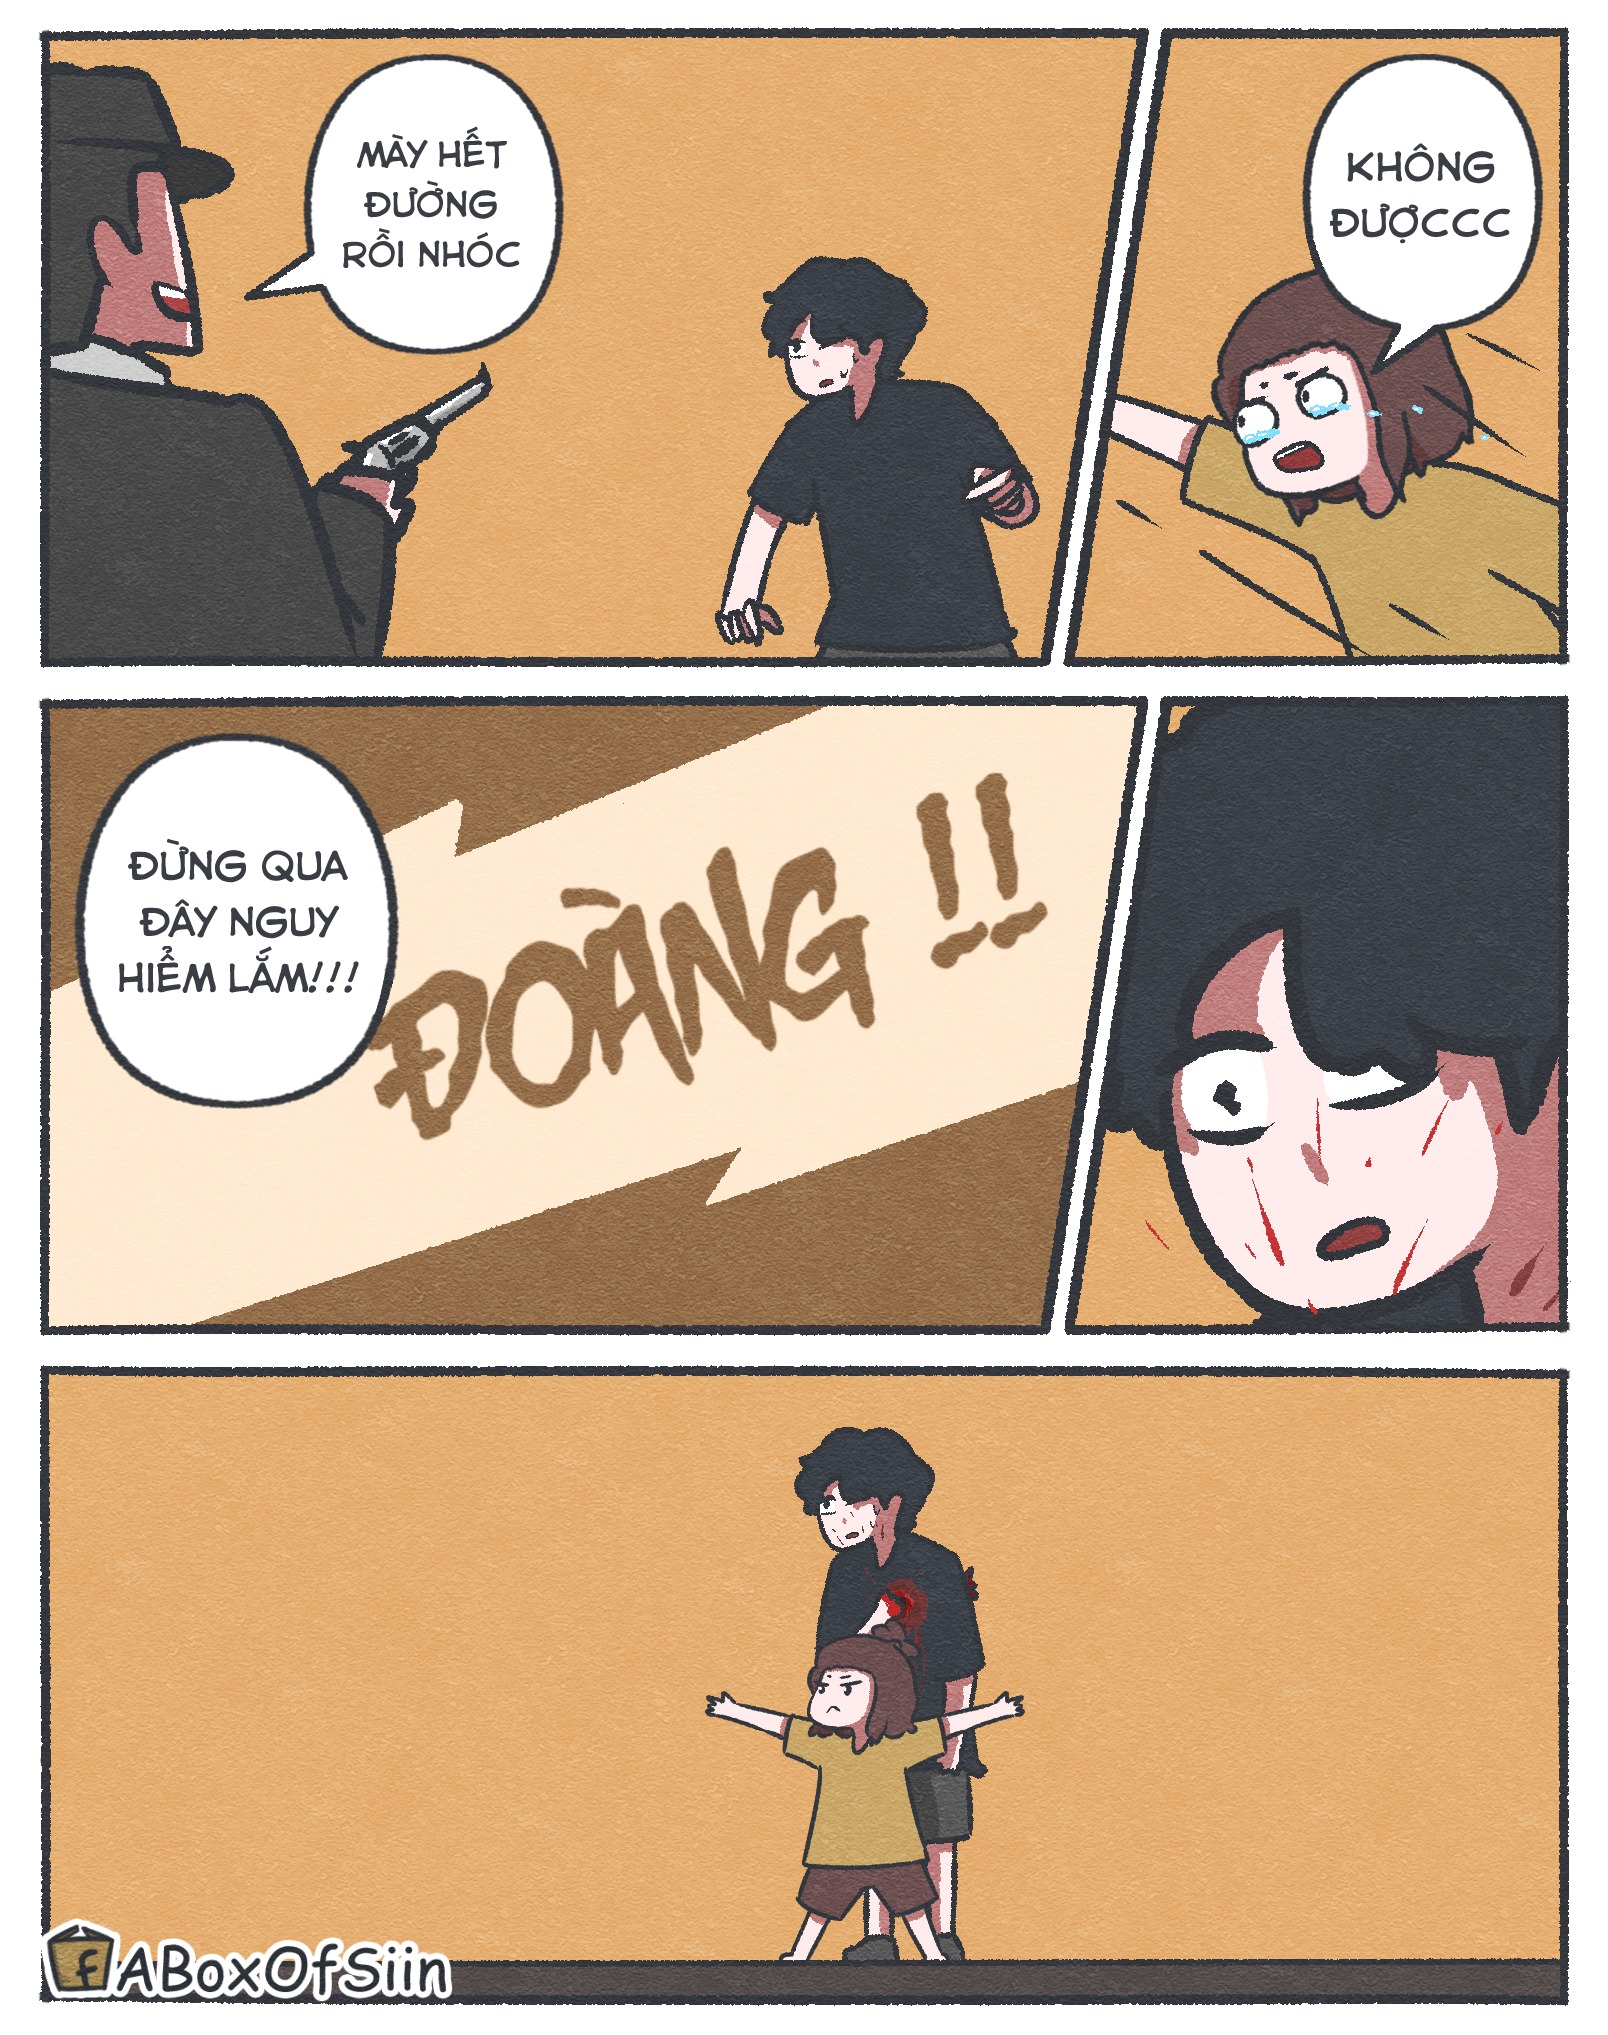 MÀY HẾT
ĐƯỜNG
RỒI NHÓC
KHÔNG
ĐƯỢCCC
ĐỪNG QUA
ĐÂY NGUY
HIỂM LẮM!!!
ĐOÀNG !!
f ABoxOfSiin